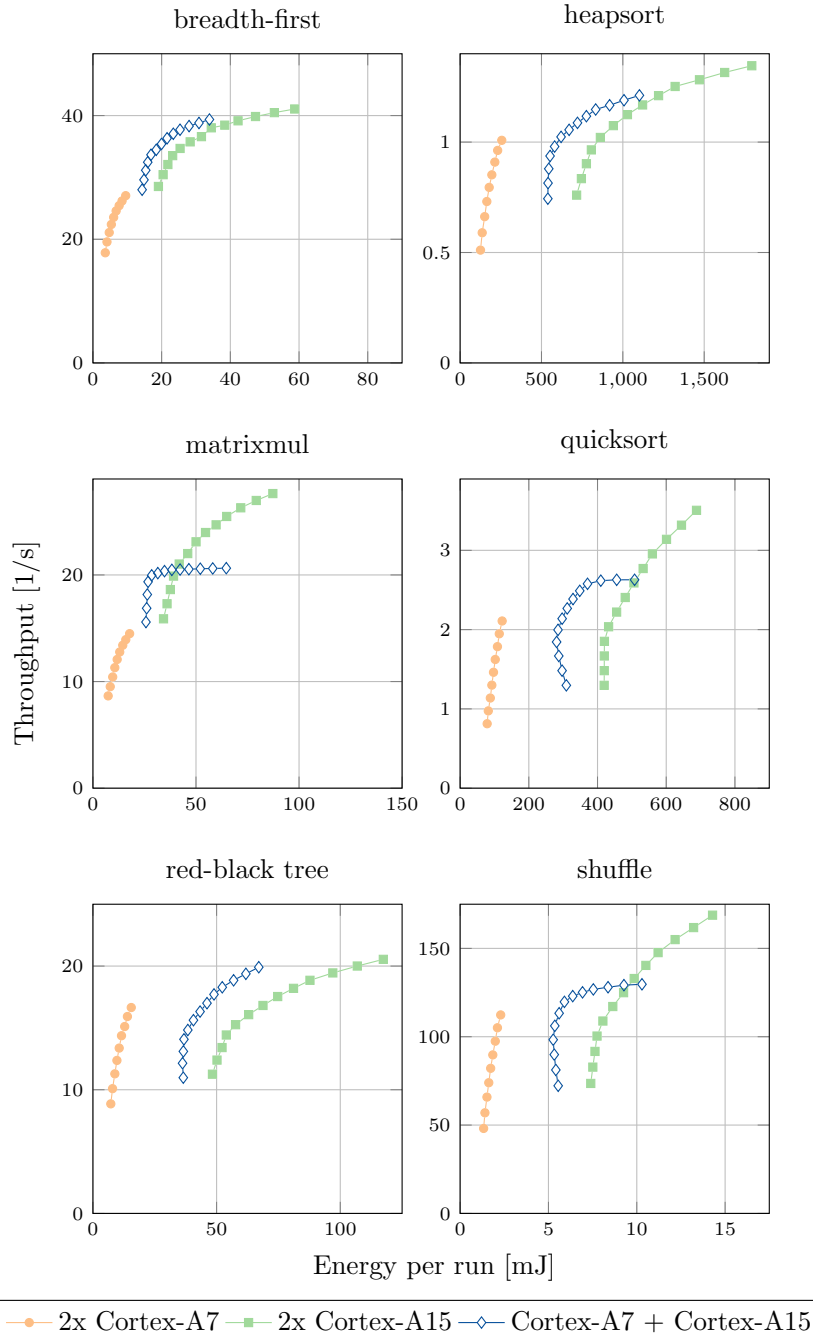 breadth-first
heapsort
40
20
0
0 20 40 60 80
1
0.5
0
0 500 1,000 1,500
matrixmul
quicksort
20
10
0
0 50 100 150
3
2
1
0
0 200 400 600 800
Throughput [1/s]
red-black tree
shuffle
20
10
0
0 50 100
150
100
50
0
0 5 10 15
Energy per run [mJ]
2x Cortex-A7 2x Cortex-A15 Cortex-A7 + Cortex-A15